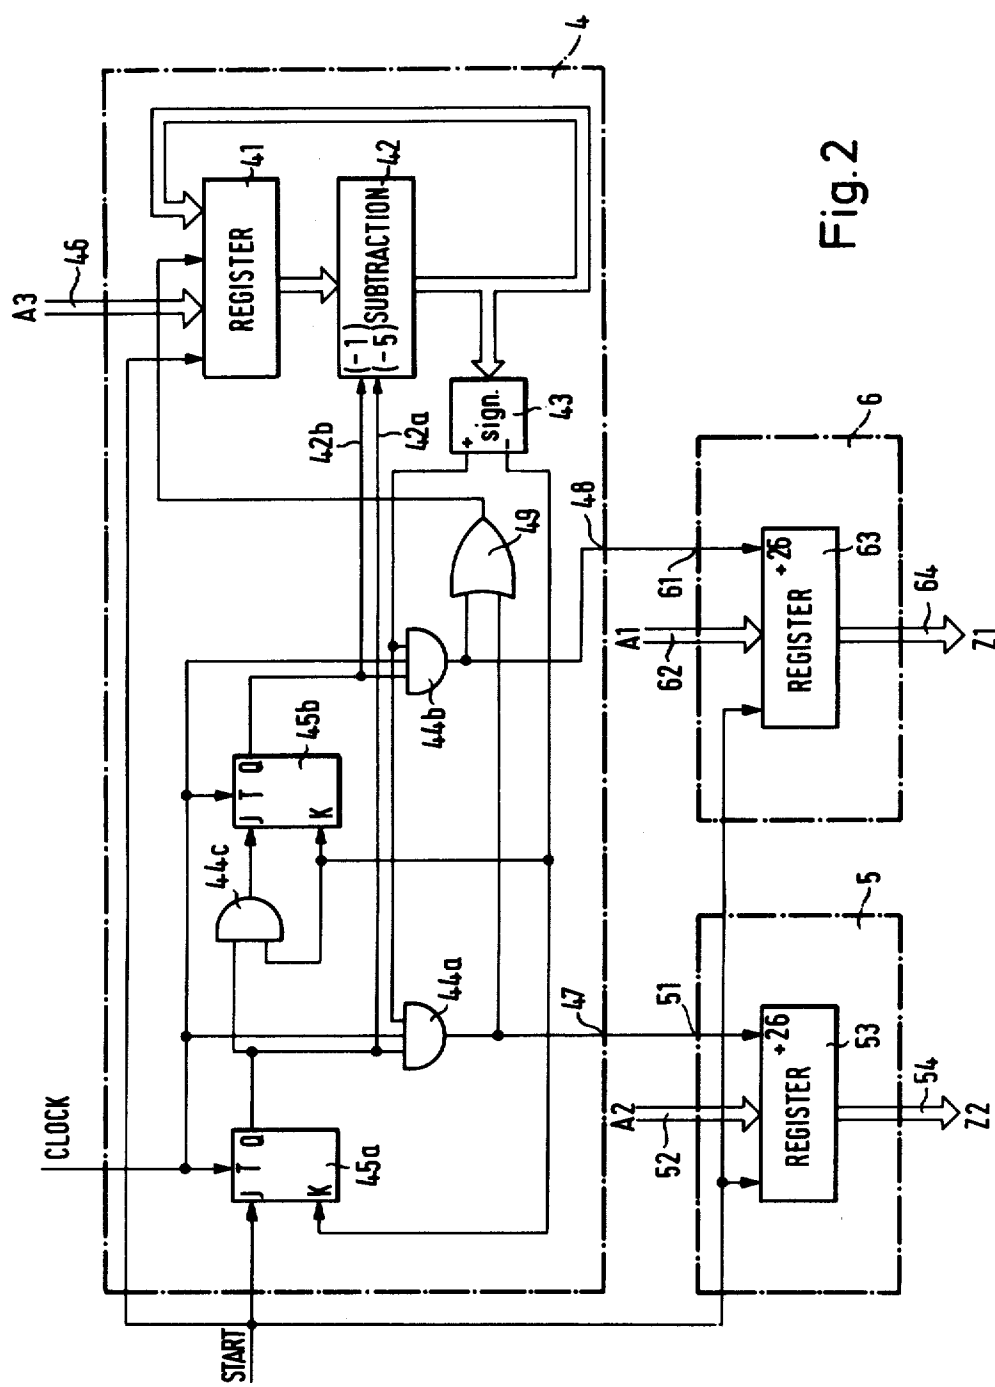 START
CLOCK
J T Q
K
45a
44c
J T Q
K
45b
44a
44b
42b
42a
49
A3
46
REGISTER
41
(-1)
(-5) SUBTRACTION
42
+
sign.
-
43
4
47
48
51
A2
52
+26
REGISTER
53
54
Z2
5
61
A1
62
+26
REGISTER
63
64
Z1
6
Fig. 2